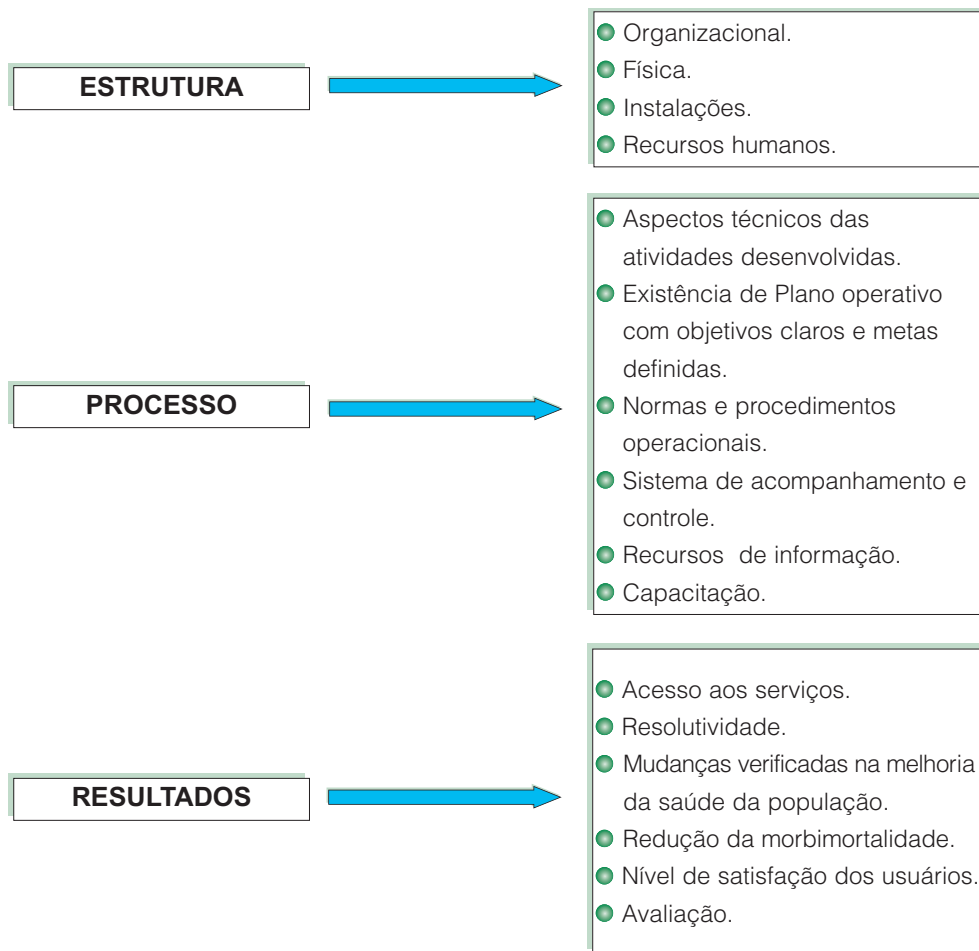 ESTRUTURA
Organizacional.
Física.
Instalações.
Recursos humanos.
PROCESSO
Aspectos técnicos das
atividades desenvolvidas.
Existência de Plano operativo
com objetivos claros e metas
definidas.
Normas e procedimentos
operacionais.
Sistema de acompanhamento e
controle.
Recursos de informação.
Capacitação.
RESULTADOS
Acesso aos serviços.
Resolutividade.
Mudanças verificadas na melhoria
da saúde da população.
Redução da morbimortalidade.
Nível de satisfação dos usuários.
Avaliação.